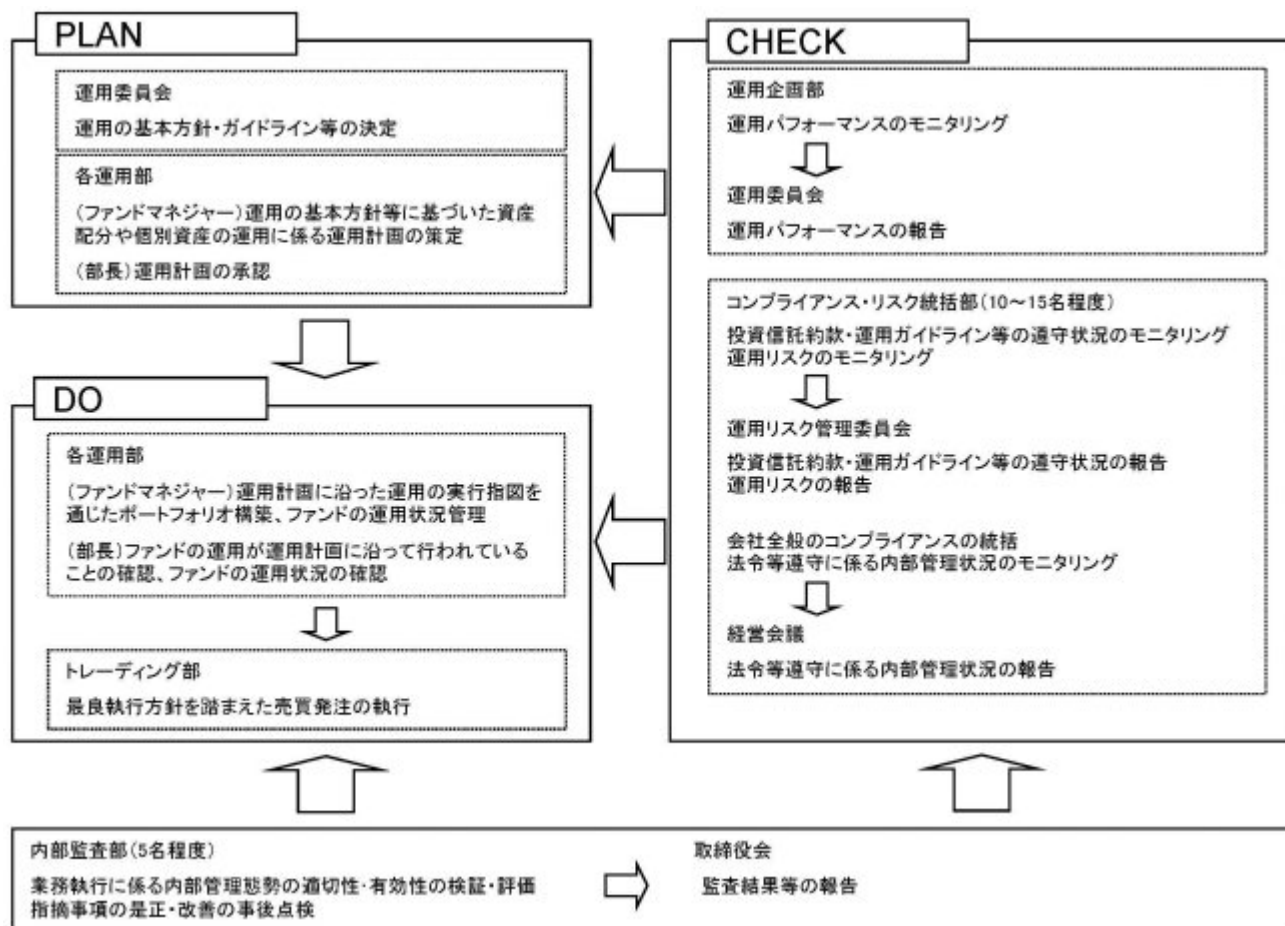 PLAN
運用委員会
運用の基本方針・ガイドライン等の決定
各運用部
(ファンドマネジャー)運用の基本方針等に基づいた資産
配分や個別資産の運用に係る運用計画の策定
(部長)運用計画の承認
DO
各運用部
(ファンドマネジャー)運用計画に沿った運用の実行指図を
通じたポートフォリオ構築、ファンドの運用状況管理
(部長)ファンドの運用が運用計画に沿って行われている
ことの確認、ファンドの運用状況の確認
トレーディング部
最良執行方針を踏まえた売買発注の執行
CHECK
運用企画部
運用パフォーマンスのモニタリング
運用委員会
運用パフォーマンスの報告
コンプライアンス・リスク統括部(10～15名程度)
投資信託約款・運用ガイドライン等の遵守状況のモニタリング
運用リスクのモニタリング
運用リスク管理委員会
投資信託約款・運用ガイドライン等の遵守状況の報告
運用リスクの報告
会社全般のコンプライアンスの統括
法令等遵守に係る内部管理状況のモニタリング
経営会議
法令等遵守に係る内部管理状況の報告
内部監査部(5名程度)
業務執行に係る内部管理態勢の適切性・有効性の検証・評価
指摘事項の是正・改善の事後点検
取締役会
監査結果等の報告